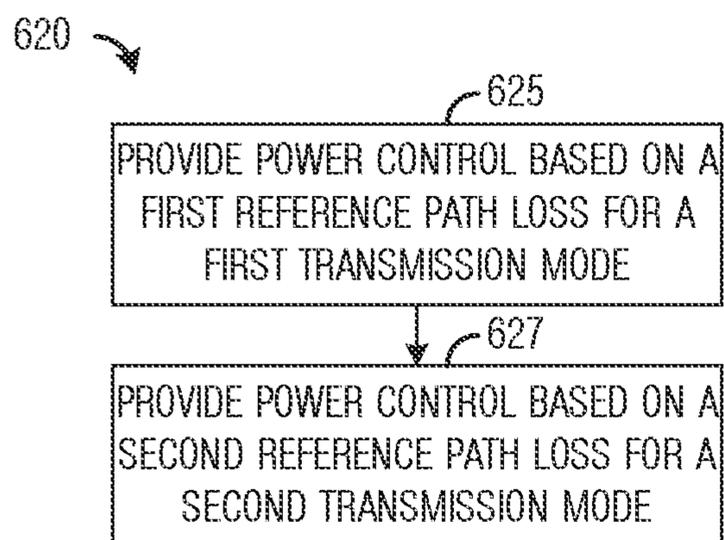 620
625
PROVIDE POWER CONTROL BASED ON A
FIRST REFERENCE PATH LOSS FOR A
FIRST TRANSMISSION MODE
627
PROVIDE POWER CONTROL BASED ON A
SECOND REFERENCE PATH LOSS FOR A
SECOND TRANSMISSION MODE